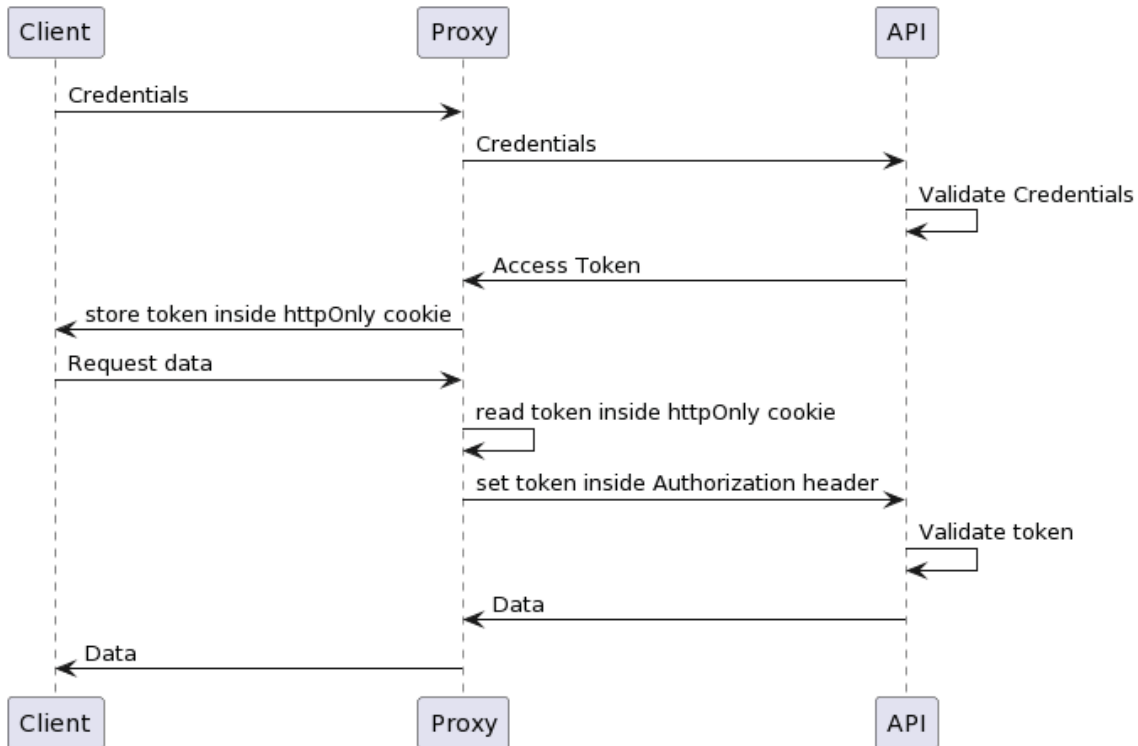 Client
Proxy
API
Credentials
Credentials
Validate Credentials
Access Token
store token inside httpOnly cookie
Request data
read token inside httpOnly cookie
set token inside Authorization header
Validate token
Data
Data
Client
Proxy
API